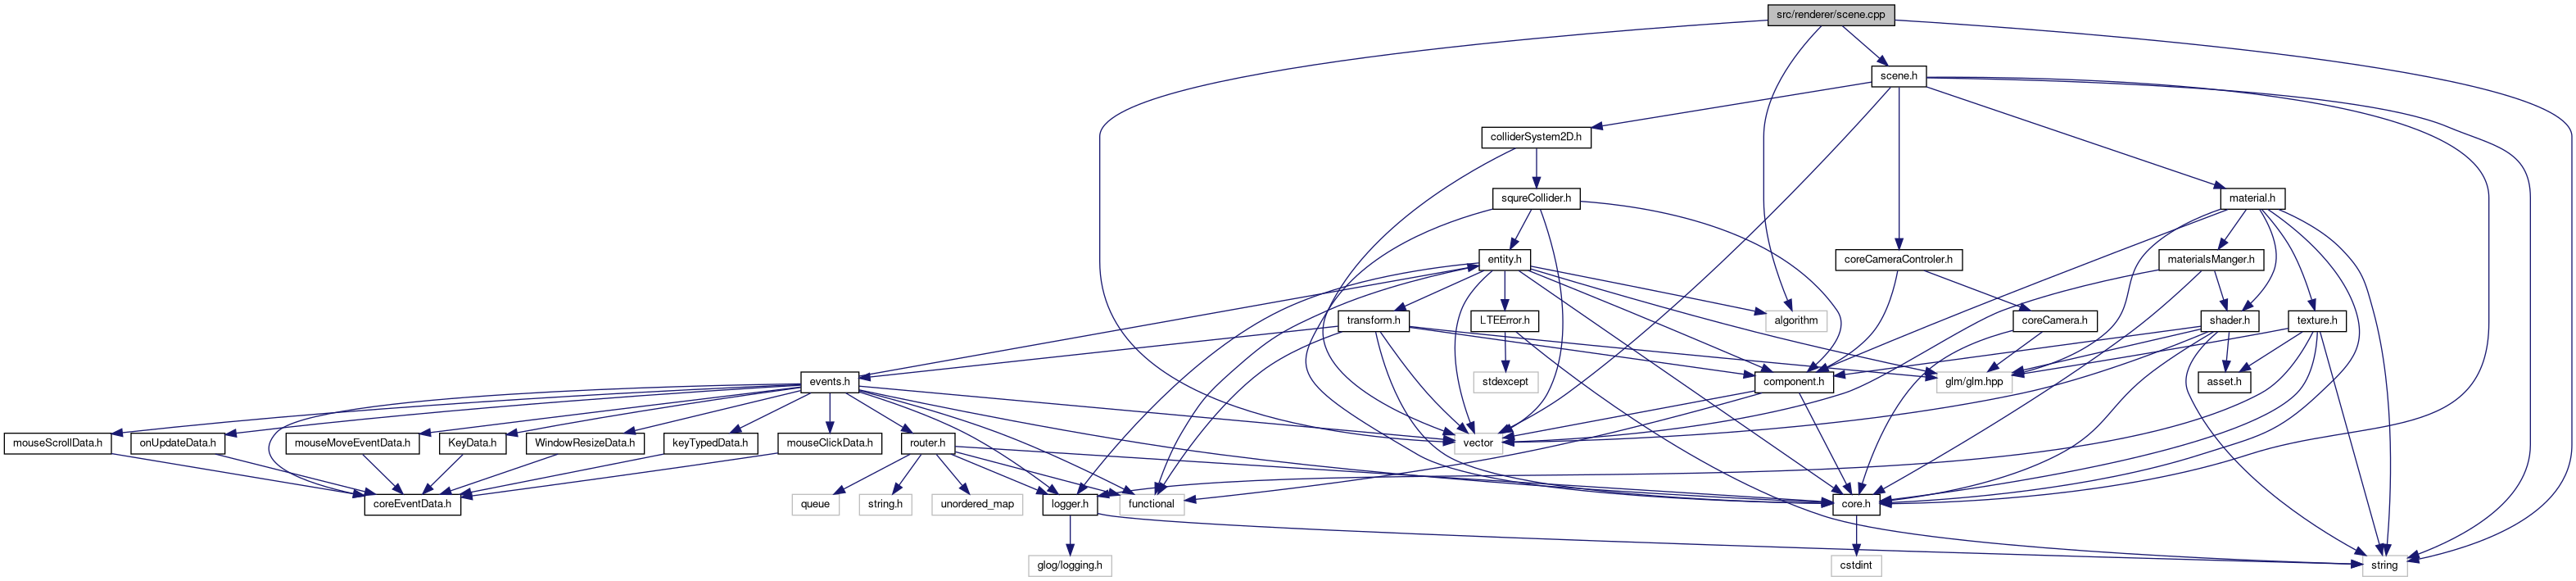 src/renderer/scene.cpp
scene.h
colliderSystem2D.h
squreCollider.h
material.h
entity.h
coreCameraControler.h
materialsManger.h
transform.h
LTEError.h
algorithm
coreCamera.h
shader.h
texture.h
events.h
stdexcept
component.h
glm/glm.hpp
asset.h
mouseScrollData.h
onUpdateData.h
mouseMoveEventData.h
KeyData.h
WindowResizeData.h
keyTypedData.h
mouseClickData.h
router.h
vector
coreEventData.h
queue
string.h
unordered_map
logger.h
functional
core.h
glog/logging.h
cstdint
string